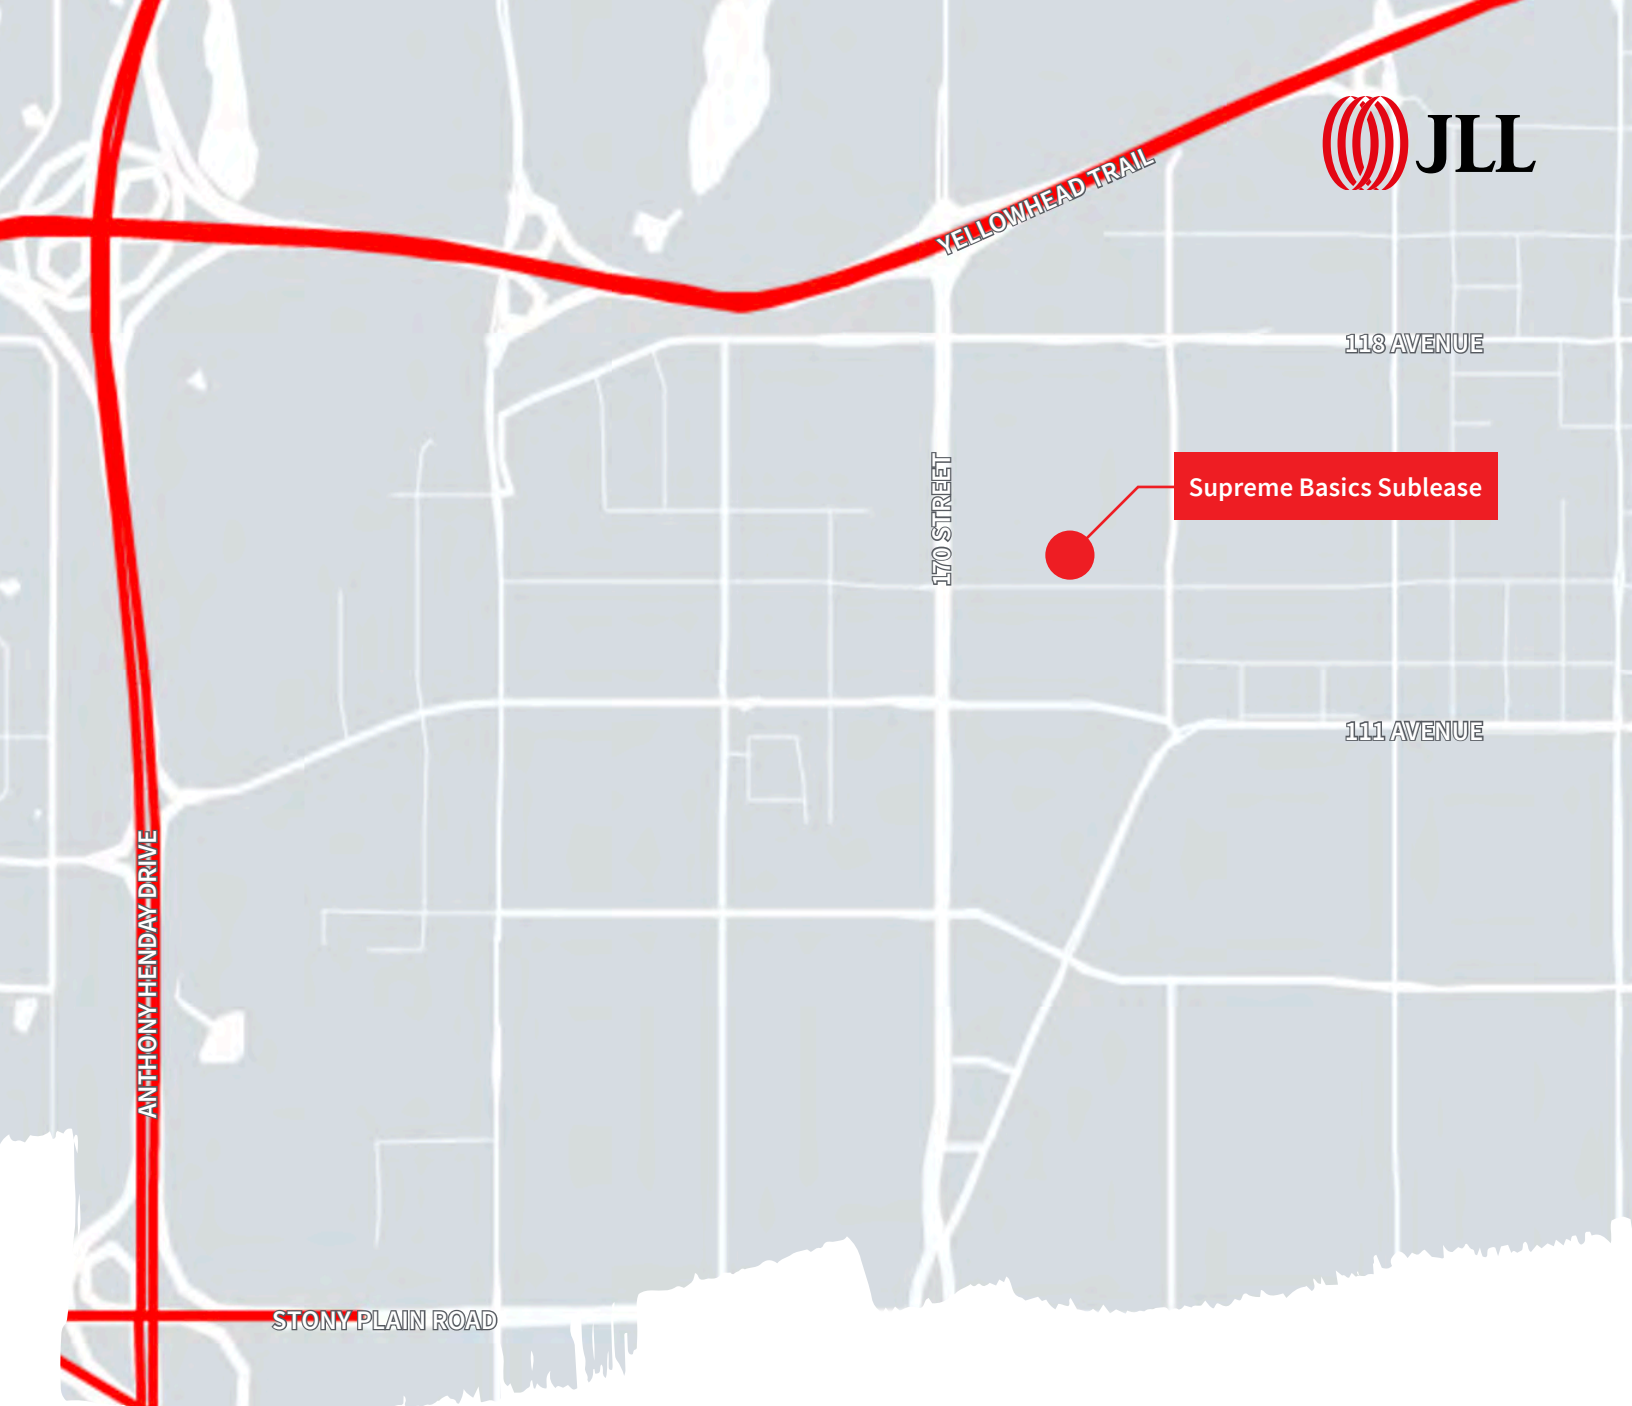 JLL
YELLOWHEAD TRAIL
118 AVENUE
170 STREET
Supreme Basics Sublease
111 AVENUE
ANTHONY HENDAY DRIVE
STONY PLAIN ROAD